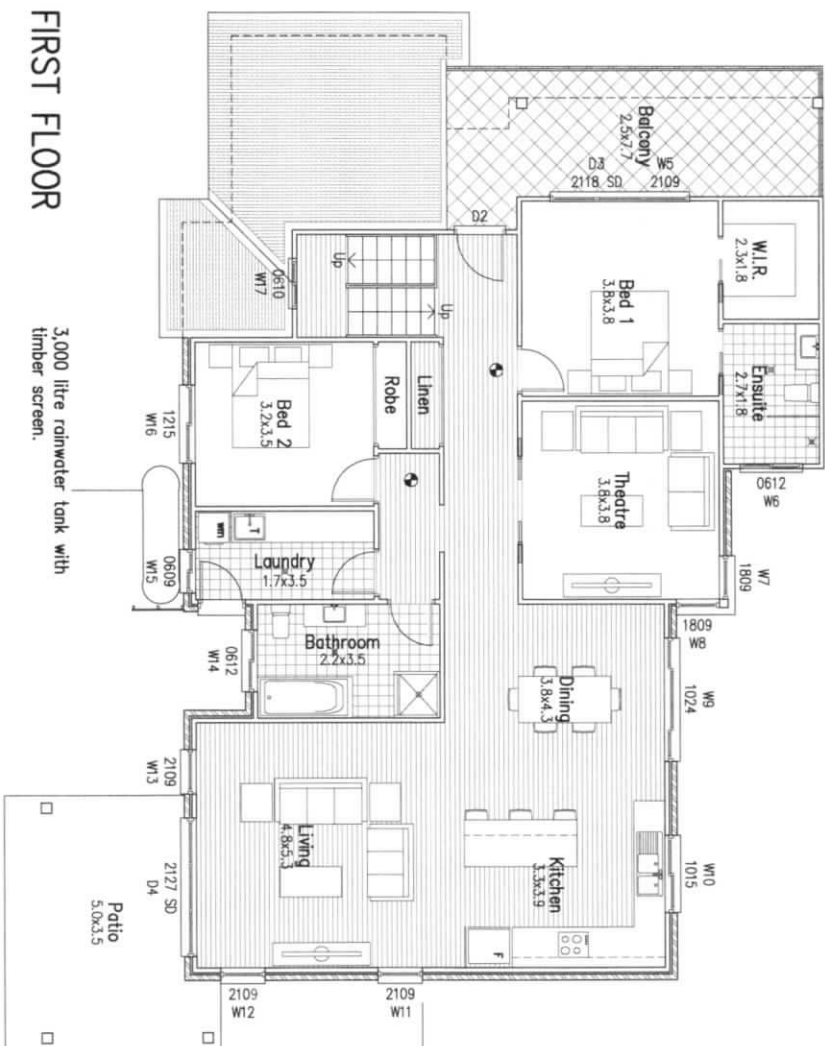 FIRST FLOOR
3,000 litre rainwater tank with
timber screen.
Balcony
2.5x7.7
D3
2118 SD
W5
2109
D2
W.I.R.
2.3x1.8
Bed 1
3.8x3.8
Ensuite
2.7x1.8
0612
W6
Up
Up
0610
W17
Linen
Robe
Bed 2
3.2x3.5
1215
W16
Theatre
3.8x3.8
W7
1809
1809
W8
wm
T
Laundry
1.7x3.5
0609
W15
Bathroom
2.2x3.5
0612
W14
Dining
3.8x4.3
W9
1024
Kitchen
3.3x3.9
W10
1015
F
Living
4.8x5.3
2109
W13
2127 SD
D4
Patio
5.0x3.5
2109
W12
2109
W11